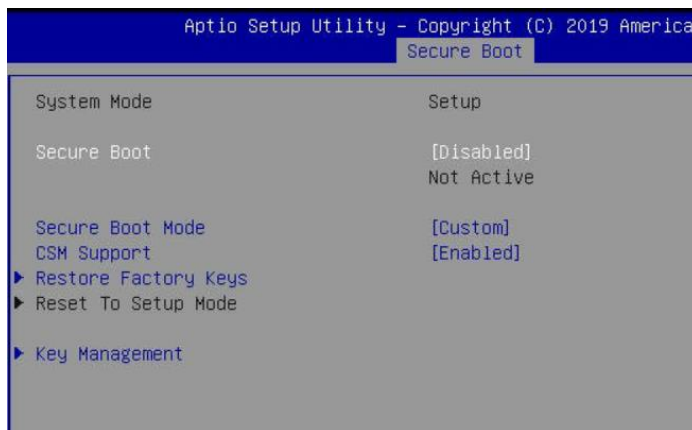 Aptio Setup Utility – Copyright (C) 2019 America
Secure Boot
System Mode Setup
Secure Boot [Disabled]
Not Active
Secure Boot Mode [Custom]
CSM Support [Enabled]
Restore Factory Keys
Reset To Setup Mode
Key Management